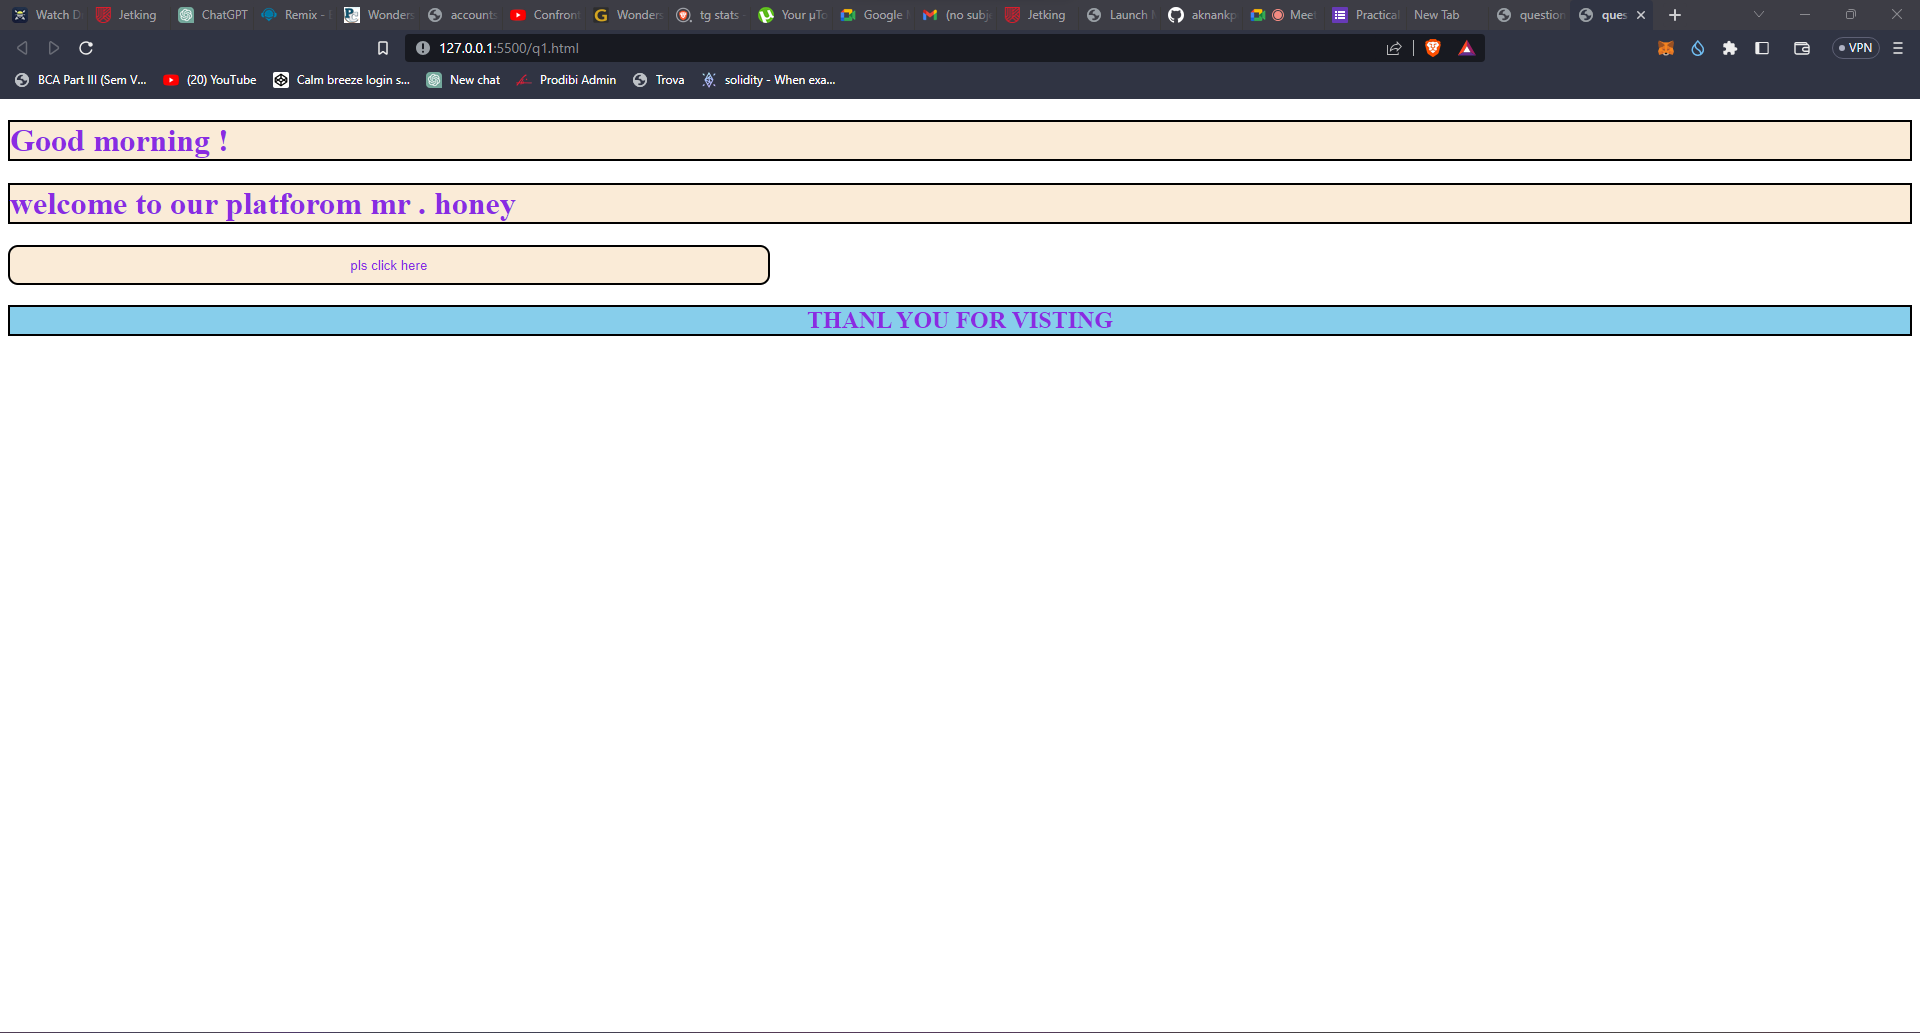 Watch D Jetking ChatGPT Remix - Wonder accounts Confront Wonders tg stats Your µTo Google (no subj Jetking Launch aknankp Meet Practical New Tab question ques
127.0.0.1:5500/q1.html VPN
BCA Part III (Sem V... (20) YouTube Calm breeze login s... New chat Prodibi Admin Trova solidity - When exa...
Good morning !
welcome to our platforom mr . honey
pls click here
THANL YOU FOR VISTING